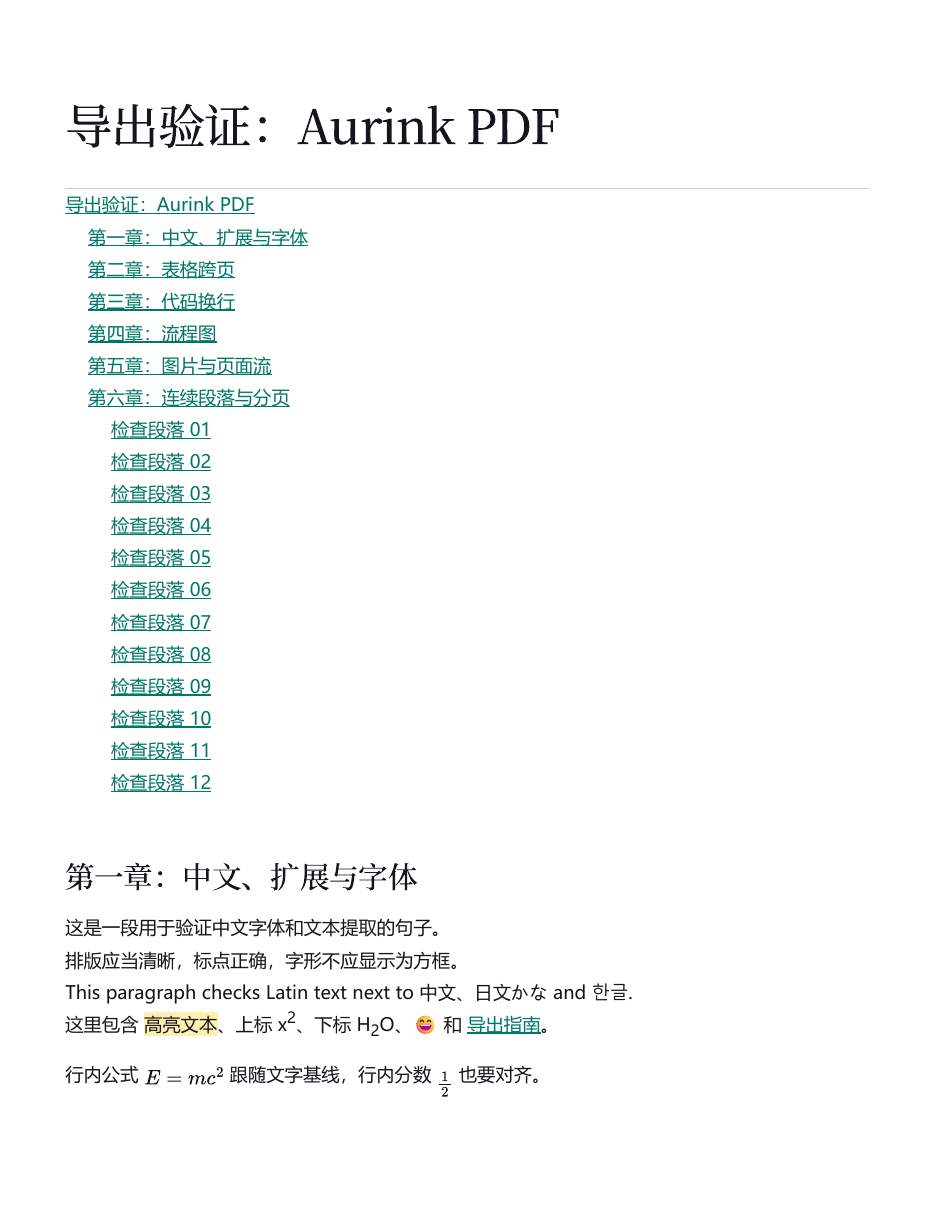 导出验证：Aurink PDF
导出验证：Aurink PDF
第一章：中文、扩展与字体
第二章：表格跨页
第三章：代码换行
第四章：流程图
第五章：图片与页面流
第六章：连续段落与分页
检查段落 01
检查段落 02
检查段落 03
检查段落 04
检查段落 05
检查段落 06
检查段落 07
检查段落 08
检查段落 09
检查段落 10
检查段落 11
检查段落 12
第一章：中文、扩展与字体
这是一段用于验证中文字体和文本提取的句子。
排版应当清晰，标点正确，字形不应显示为方框。
This paragraph checks Latin text next to 中文、日文かな and 한글.
这里包含 高亮文本、上标 x²、下标 H₂O、😄 和 导出指南。
行内公式 E = mc² 跟随文字基线，行内分数 1/2 也要对齐。